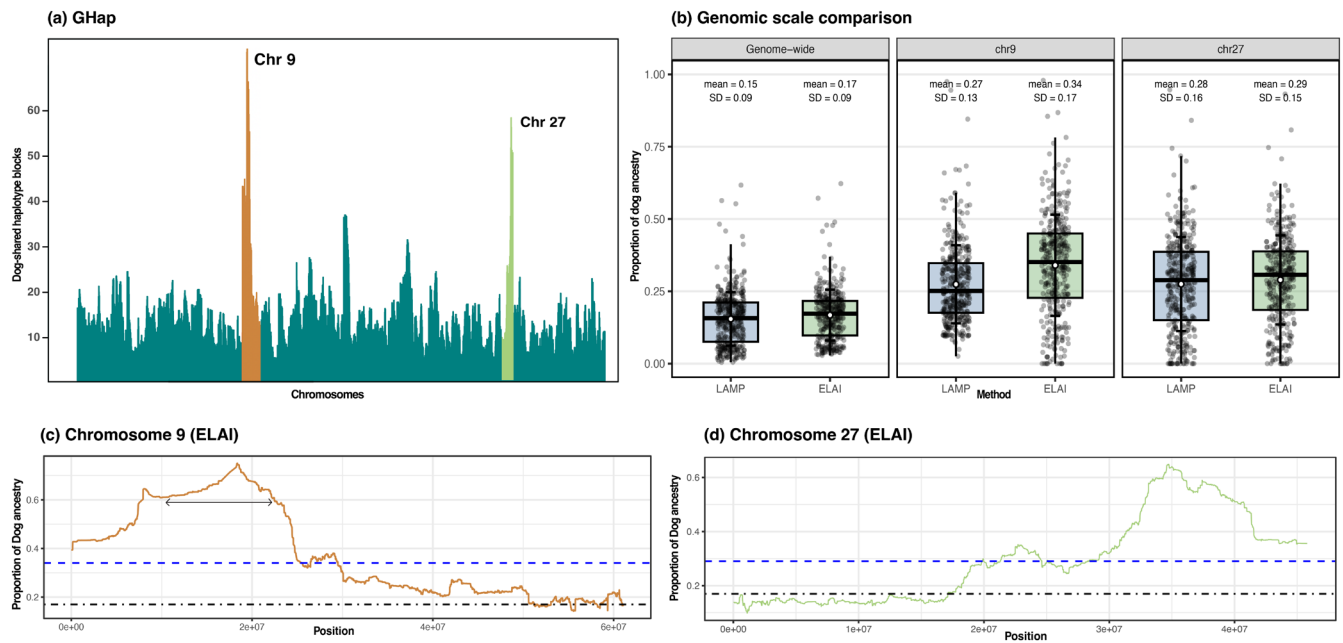 (a) GHap
Dog-shared haplotype blocks
60
50
40
30
20
10
Chr 9
Chr 27
Chromosomes
(b) Genomic scale comparison
Genome-wide
chr9
chr27
Proportion of dog ancestry
1.00
0.75
0.50
0.25
0.00
mean = 0.15
SD = 0.09
mean = 0.17
SD = 0.09
mean = 0.27
SD = 0.13
mean = 0.34
SD = 0.17
mean = 0.28
SD = 0.16
mean = 0.29
SD = 0.15
LAMP
ELAI
LAMP
ELAI
LAMP
ELAI
Method
(c) Chromosome 9 (ELAI)
Proportion of Dog ancestry
0.6
0.4
0.2
0e+00
2e+07
4e+07
6e+07
Position
(d) Chromosome 27 (ELAI)
Proportion of Dog ancestry
0.6
0.4
0.2
0e+00
1e+07
2e+07
3e+07
4e+07
Position